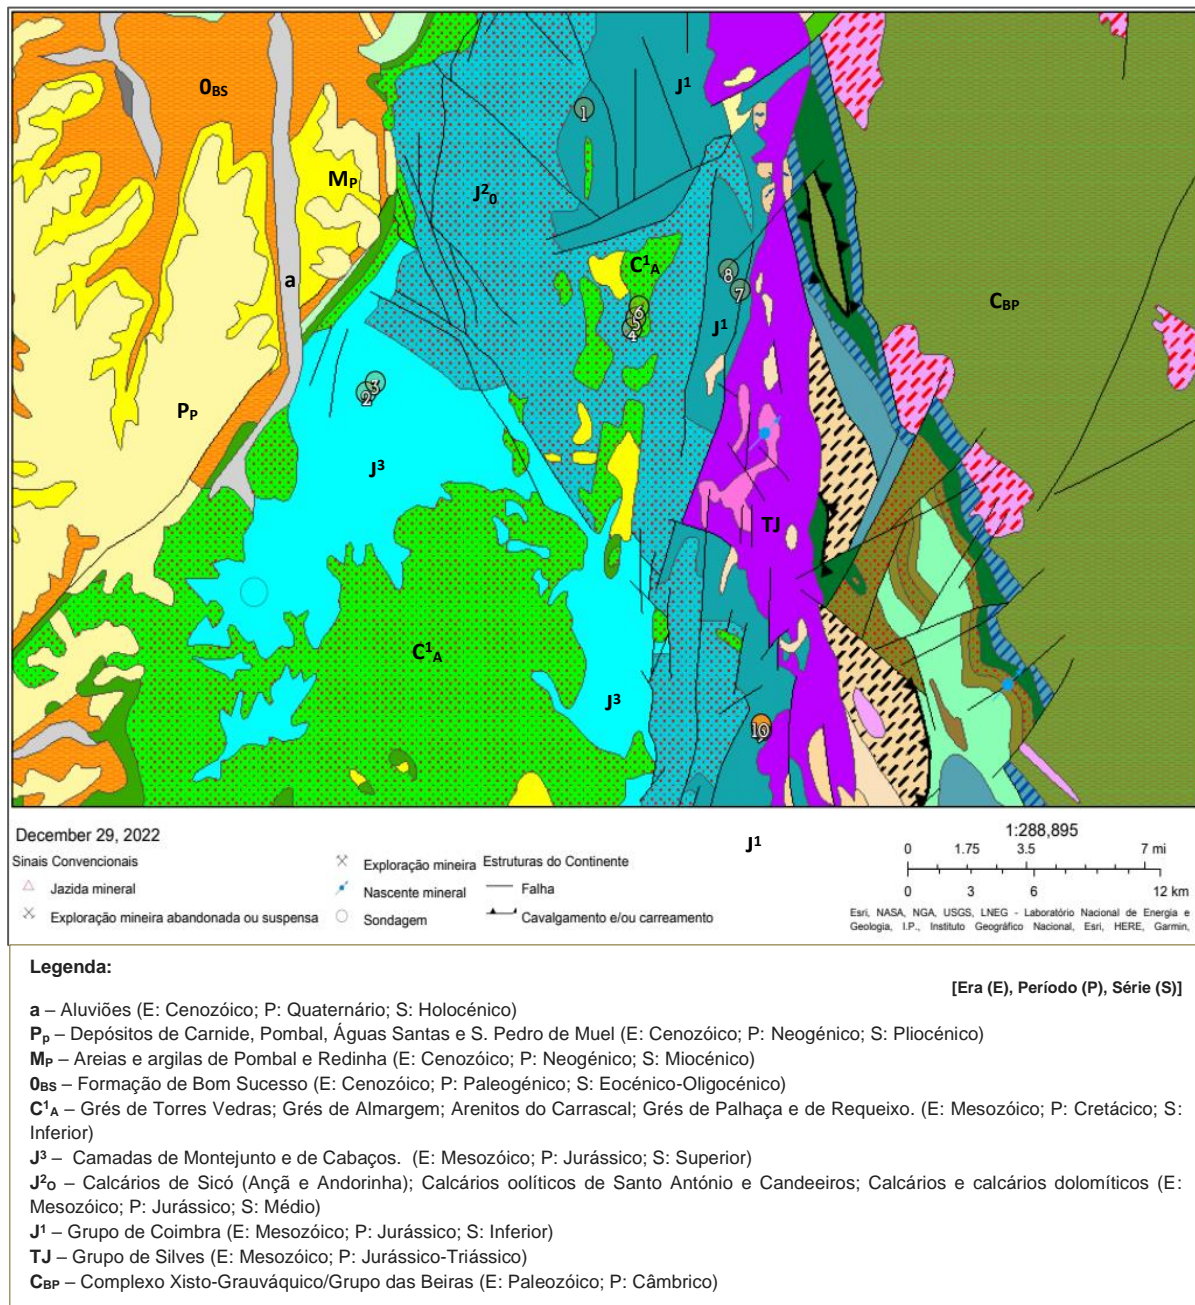 0BS
J¹
1
MP
J²0
a
C¹A
8
7
6
5
4
J¹
CBP
3
2
PP
J³
TJ
C¹A
J³
10
December 29, 2022
Sinais Convencionais
Jazida mineral
Exploração mineira abandonada ou suspensa
Exploração mineira
Nascente mineral
Sondagem
Estruturas do Continente
Falha
Cavalgamento e/ou carreamento
J¹
1:288,895
0 1.75 3.5 7 mi
0 3 6 12 km
Esri, NASA, NGA, USGS, LNEG - Laboratório Nacional de Energia e
Geologia, I.P., Instituto Geográfico Nacional, Esri, HERE, Garmin,
Legenda:
[Era (E), Período (P), Série (S)]
a – Aluviões (E: Cenozóico; P: Quaternário; S: Holocénico)
Pp – Depósitos de Carnide, Pombal, Águas Santas e S. Pedro de Muel (E: Cenozóico; P: Neogénico; S: Pliocénico)
MP – Areias e argilas de Pombal e Redinha (E: Cenozóico; P: Neogénico; S: Miocénico)
0BS – Formação de Bom Sucesso (E: Cenozóico; P: Paleogénico; S: Eocénico-Oligocénico)
C¹A – Grés de Torres Vedras; Grés de Almargem; Arenitos do Carrascal; Grés de Palhaça e de Requeixo. (E: Mesozóico; P: Cretácico; S:
Inferior)
J³ – Camadas de Montejunto e de Cabaços. (E: Mesozóico; P: Jurássico; S: Superior)
J²O – Calcários de Sicó (Ançã e Andorinha); Calcários oolíticos de Santo António e Candeeiros; Calcários e calcários dolomíticos (E:
Mesozóico; P: Jurássico; S: Médio)
J¹ – Grupo de Coimbra (E: Mesozóico; P: Jurássico; S: Inferior)
TJ – Grupo de Silves (E: Mesozóico; P: Jurássico-Triássico)
CBP – Complexo Xisto-Grauváquico/Grupo das Beiras (E: Paleozóico; P: Câmbrico)